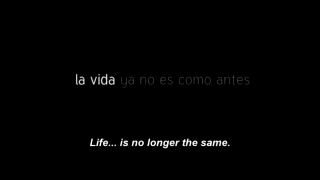 la vida ya no es como antes
Life... is no longer the same.